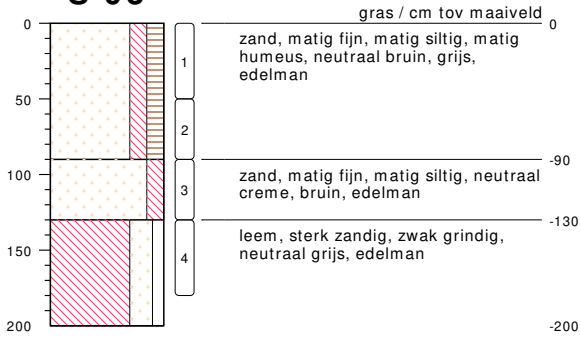 gras / cm tov maaiveld
0
0
zand, matig fijn, matig siltig, matig
humeus, neutraal bruin, grijs,
edelman
1
50
2
-90
100
3
zand, matig fijn, matig siltig, neutraal
creme, bruin, edelman
-130
leem, sterk zandig, zwak grindig,
neutraal grijs, edelman
150
4
200
-200